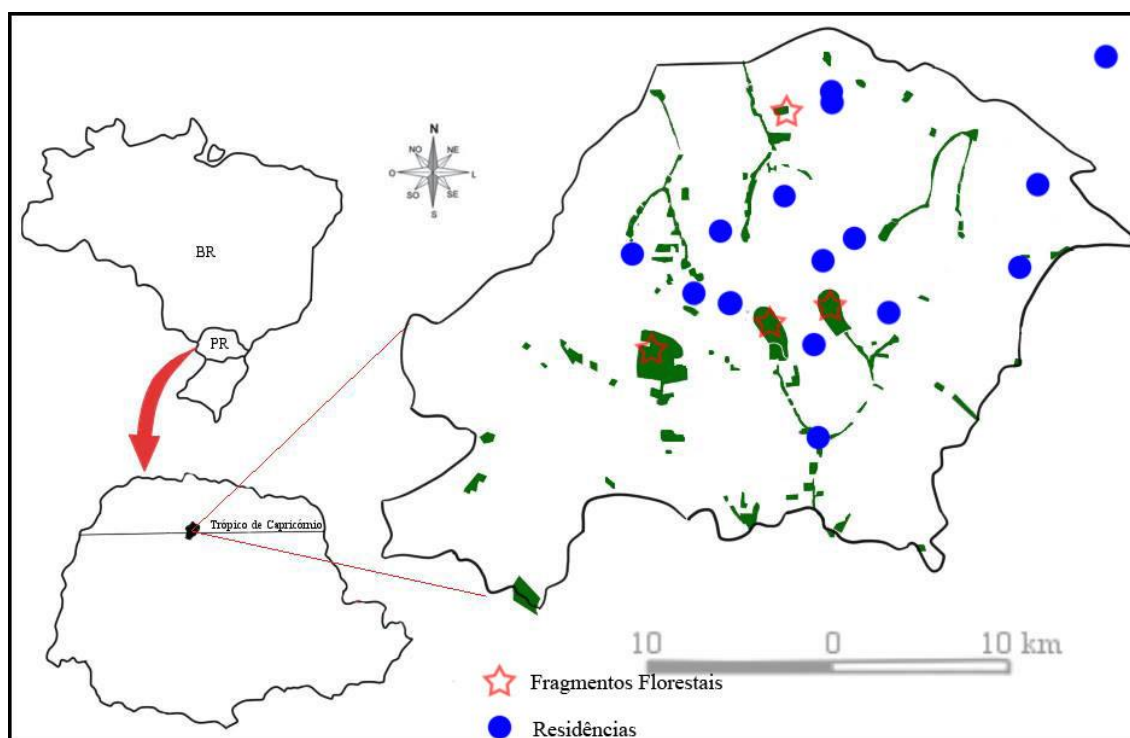 N
NO NE
O L
SO SE
S
BR
PR
Trópico de Capricórnio
10 0 10 km
Fragmentos Florestais
Residências